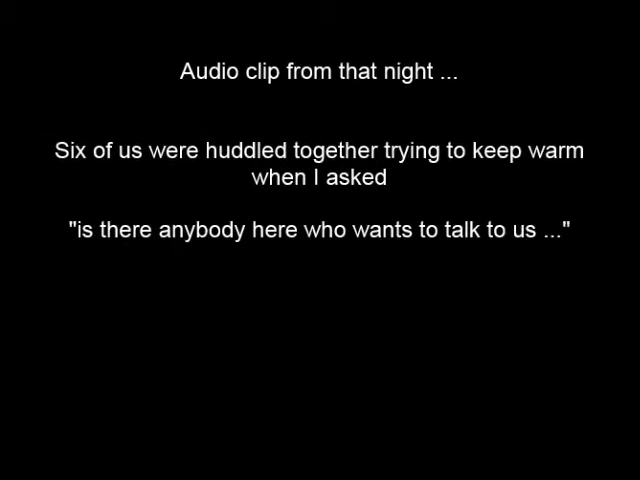 Audio clip from that night ...
Six of us were huddled together trying to keep warm
when I asked
"is there anybody here who wants to talk to us ..."